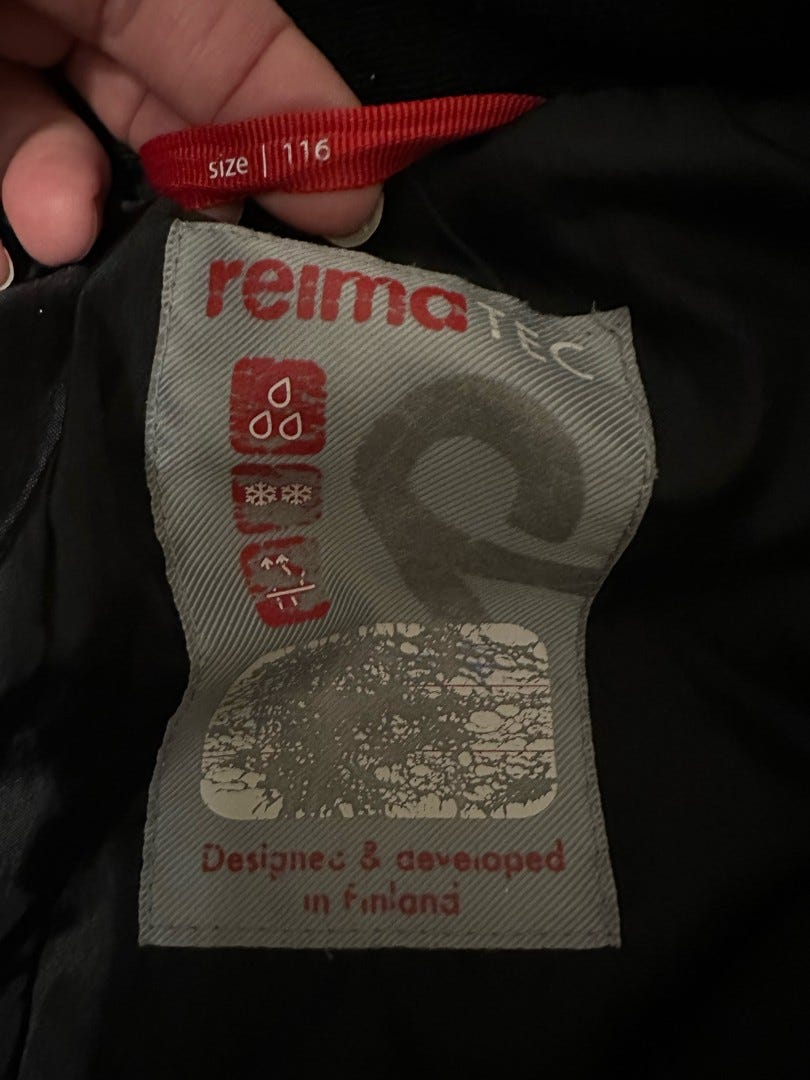 size | 116
reima TEC
Designed & developed
in Finland